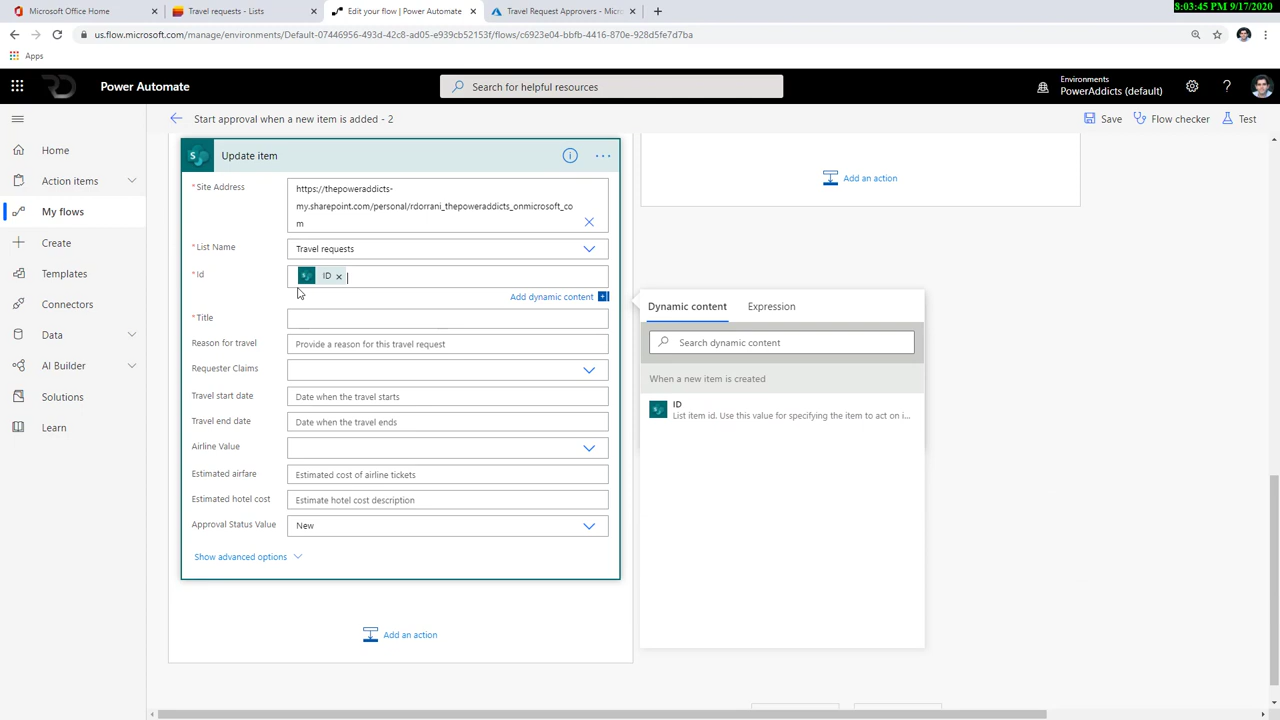 8:03:45 PM 9/17/2020
Microsoft Office Home
Travel requests - Lists
Edit your flow | Power Automate
Travel Request Approvers - Micros
us.flow.microsoft.com/manage/environments/Default-07446956-493d-42c8-ad05-e939cb52153f/flows/c6923e04-bbfb-4416-870e-928d5fe7d7ba
Apps
Power Automate
Search for helpful resources
Environments
PowerAddicts (default)
Start approval when a new item is added - 2
Save
Flow checker
Test
Home
Action items
My flows
Create
Templates
Connectors
Data
AI Builder
Solutions
Learn
Update item
* Site Address
https://thepoweraddicts-
my.sharepoint.com/personal/rdorrani_thepoweraddicts_onmicrosoft_co
m
* List Name
Travel requests
* Id
ID
Add dynamic content
* Title
Reason for travel
Provide a reason for this travel request
Requester Claims
Travel start date
Date when the travel starts
Travel end date
Date when the travel ends
Airline Value
Estimated airfare
Estimated cost of airline tickets
Estimated hotel cost
Estimate hotel cost description
Approval Status Value
New
Show advanced options
Add an action
Add an action
Dynamic content
Expression
Search dynamic content
When a new item is created
ID
List item id. Use this value for specifying the item to act on i...